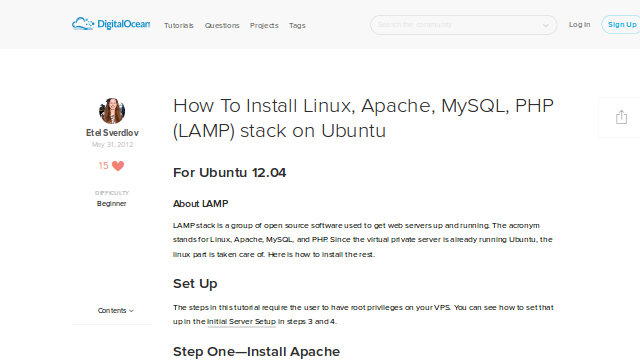 DigitalOcean Tutorials Questions Projects Tags Search the community Log In Sign Up
How To Install Linux, Apache, MySQL, PHP
(LAMP) stack on Ubuntu
Etel Sverdlov
May 31, 2012
15
DIFFICULTY
Beginner
Contents
For Ubuntu 12.04
About LAMP
LAMP stack is a group of open source software used to get web servers up and running. The acronym
stands for Linux, Apache, MySQL, and PHP. Since the virtual private server is already running Ubuntu, the
linux part is taken care of. Here is how to install the rest.
Set Up
The steps in this tutorial require the user to have root privileges on your VPS. You can see how to set that
up in the Initial Server Setup in steps 3 and 4.
Step One—Install Apache